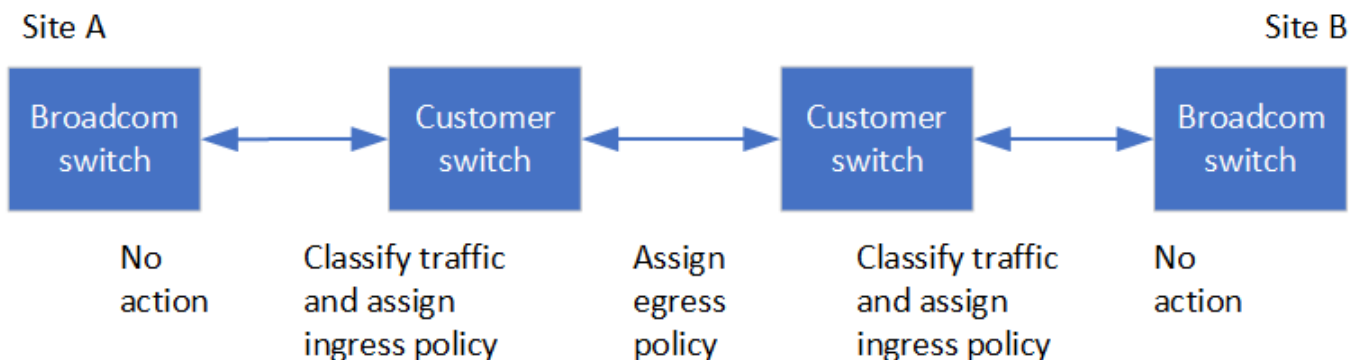 Site A
Site B
Broadcom
switch
Customer
switch
Customer
switch
Broadcom
switch
No
action
Classify traffic
and assign
ingress policy
Assign
egress
policy
Classify traffic
and assign
ingress policy
No
action